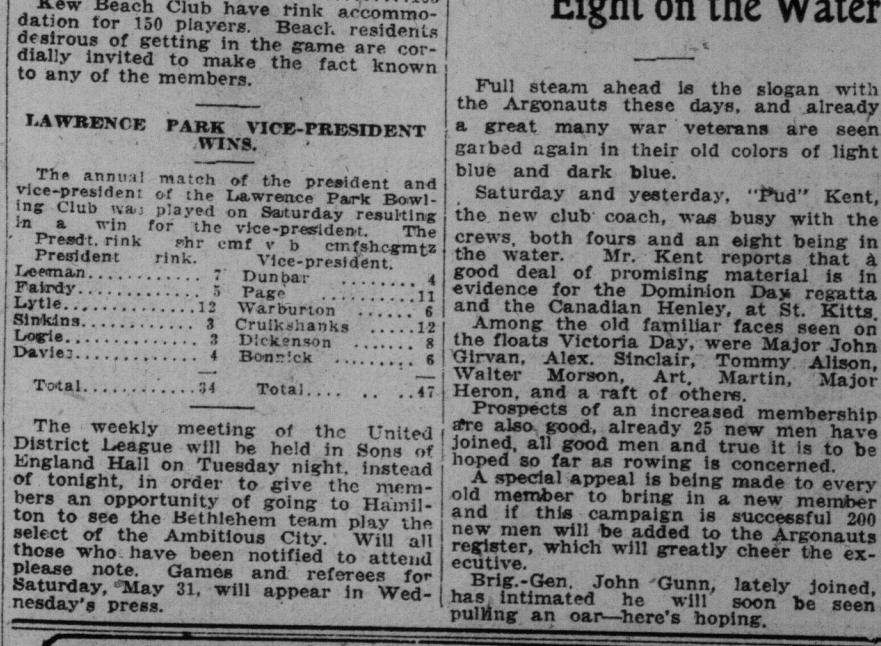 Kew Beach Club have rink accommo-
dation for 150 players. Beach residents
desirous of getting in the game are cor-
dially invited to make the fact known
to any of the members.
LAWRENCE PARK VICE-PRESIDENT
WINS.
The annual match of the president and
vice-president of the Lawrence Park Bowl-
ing Club was played on Saturday resulting
in a win for the vice-president. The
Presdt. rink shr cmf v b cmfshcgmtz
President rink. Vice-president.
Leeman............ 7 Dunbar ........ 4
Fairdy............ 5 Page ........11
Lytle.............12 Warburton ...... 6
Sinkins........... 3 Cruikshanks .....12
Logie............. 3 Dickenson ...... 8
Davies............ 4 Bonnick ....... 6
Total...........34 Total.... .. ..47
The weekly meeting of the United
District League will be held in Sons of
England Hall on Tuesday night, instead
of tonight, in order to give the mem-
bers an opportunity of going to Hamil-
ton to see the Bethlehem team play the
select of the Ambitious City. Will all
those who have been notified to attend
please note. Games and referees for
Saturday, May 31, will appear in Wed-
nesday's press.
Eight on the Water
Full steam ahead is the slogan with
the Argonauts these days, and already
a great many war veterans are seen
garbed again in their old colors of light
blue and dark blue.
Saturday and yesterday, "Pud" Kent,
the new club coach, was busy with the
crews, both fours and an eight being in
the water. Mr. Kent reports that a
good deal of promising material is in
evidence for the Dominion Day regatta
and the Canadian Henley, at St. Kitts.
Among the old familiar faces seen on
the floats Victoria Day, were Major John
Girvan, Alex. Sinclair, Tommy Alison,
Walter Morson, Art. Martin, Major
Heron, and a raft of others.
Prospects of an increased membership
are also good, already 25 new men have
joined, all good men and true it is to be
hoped so far as rowing is concerned.
A special appeal is being made to every
old member to bring in a new member
and if this campaign is successful 200
new men will be added to the Argonauts
register, which will greatly cheer the ex-
ecutive.
Brig.-Gen. John Gunn, lately joined,
has intimated he will soon be seen
pulling an oar—here's hoping.